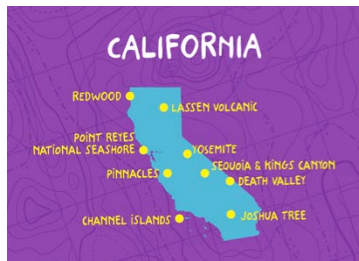 CALIFORNIA
REDWOOD
LASSEN VOLCANIC
POINT REYES
NATIONAL SEASHORE
YOSEMITE
SEQUOIA & KINGS CANYON
PINNACLES
DEATH VALLEY
CHANNEL ISLANDS
JOSHUA TREE